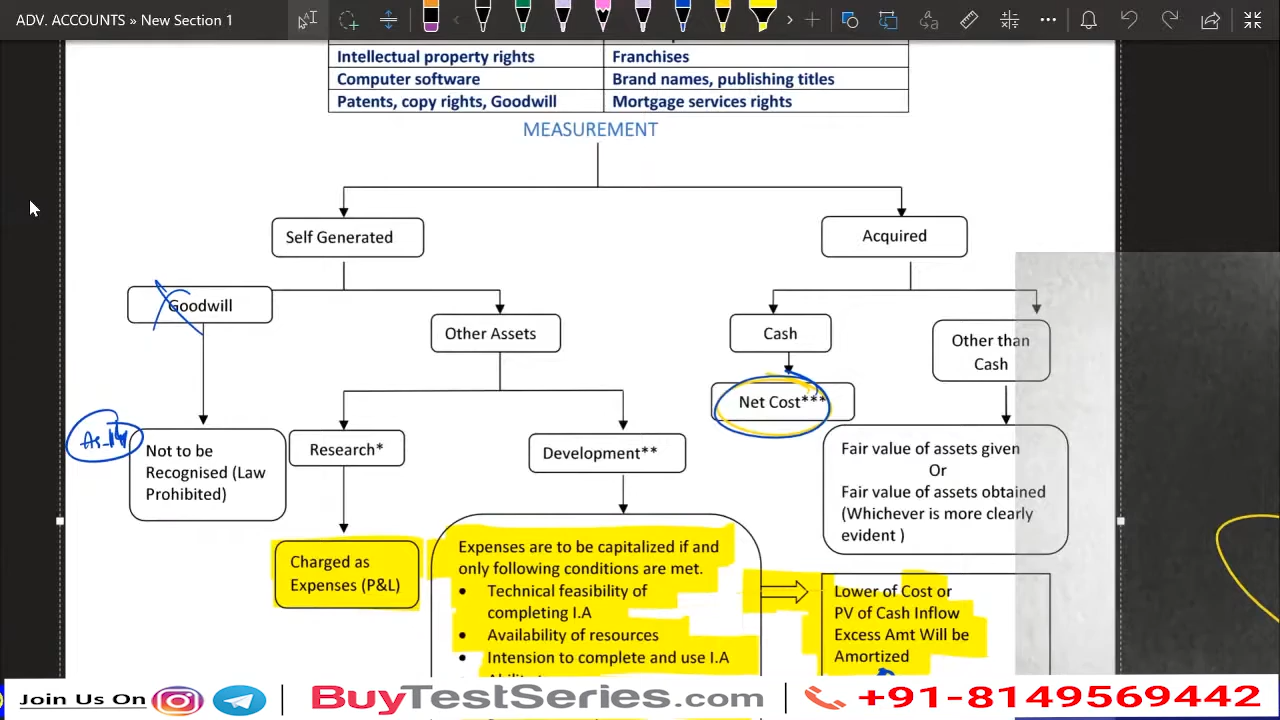 ADV. ACCOUNTS » New Section 1
Intellectual property rights
Franchises
Computer software
Brand names, publishing titles
Patents, copy rights, Goodwill
Mortgage services rights
MEASUREMENT
Self Generated
Acquired
Goodwill
Other Assets
Cash
Other than
Cash
Net Cost***
Not to be
Recognised (Law
Prohibited)
Research*
Development**
Fair value of assets given
Or
Fair value of assets obtained
(Whichever is more clearly
evident )
Charged as
Expenses (P&L)
Expenses are to be capitalized if and
only following conditions are met.
• Technical feasibility of
completing I.A
• Availability of resources
• Intension to complete and use I.A
Lower of Cost or
PV of Cash Inflow
Excess Amt Will be
Amortized
Join Us On
BuyTestSeries.com
+91-8149569442